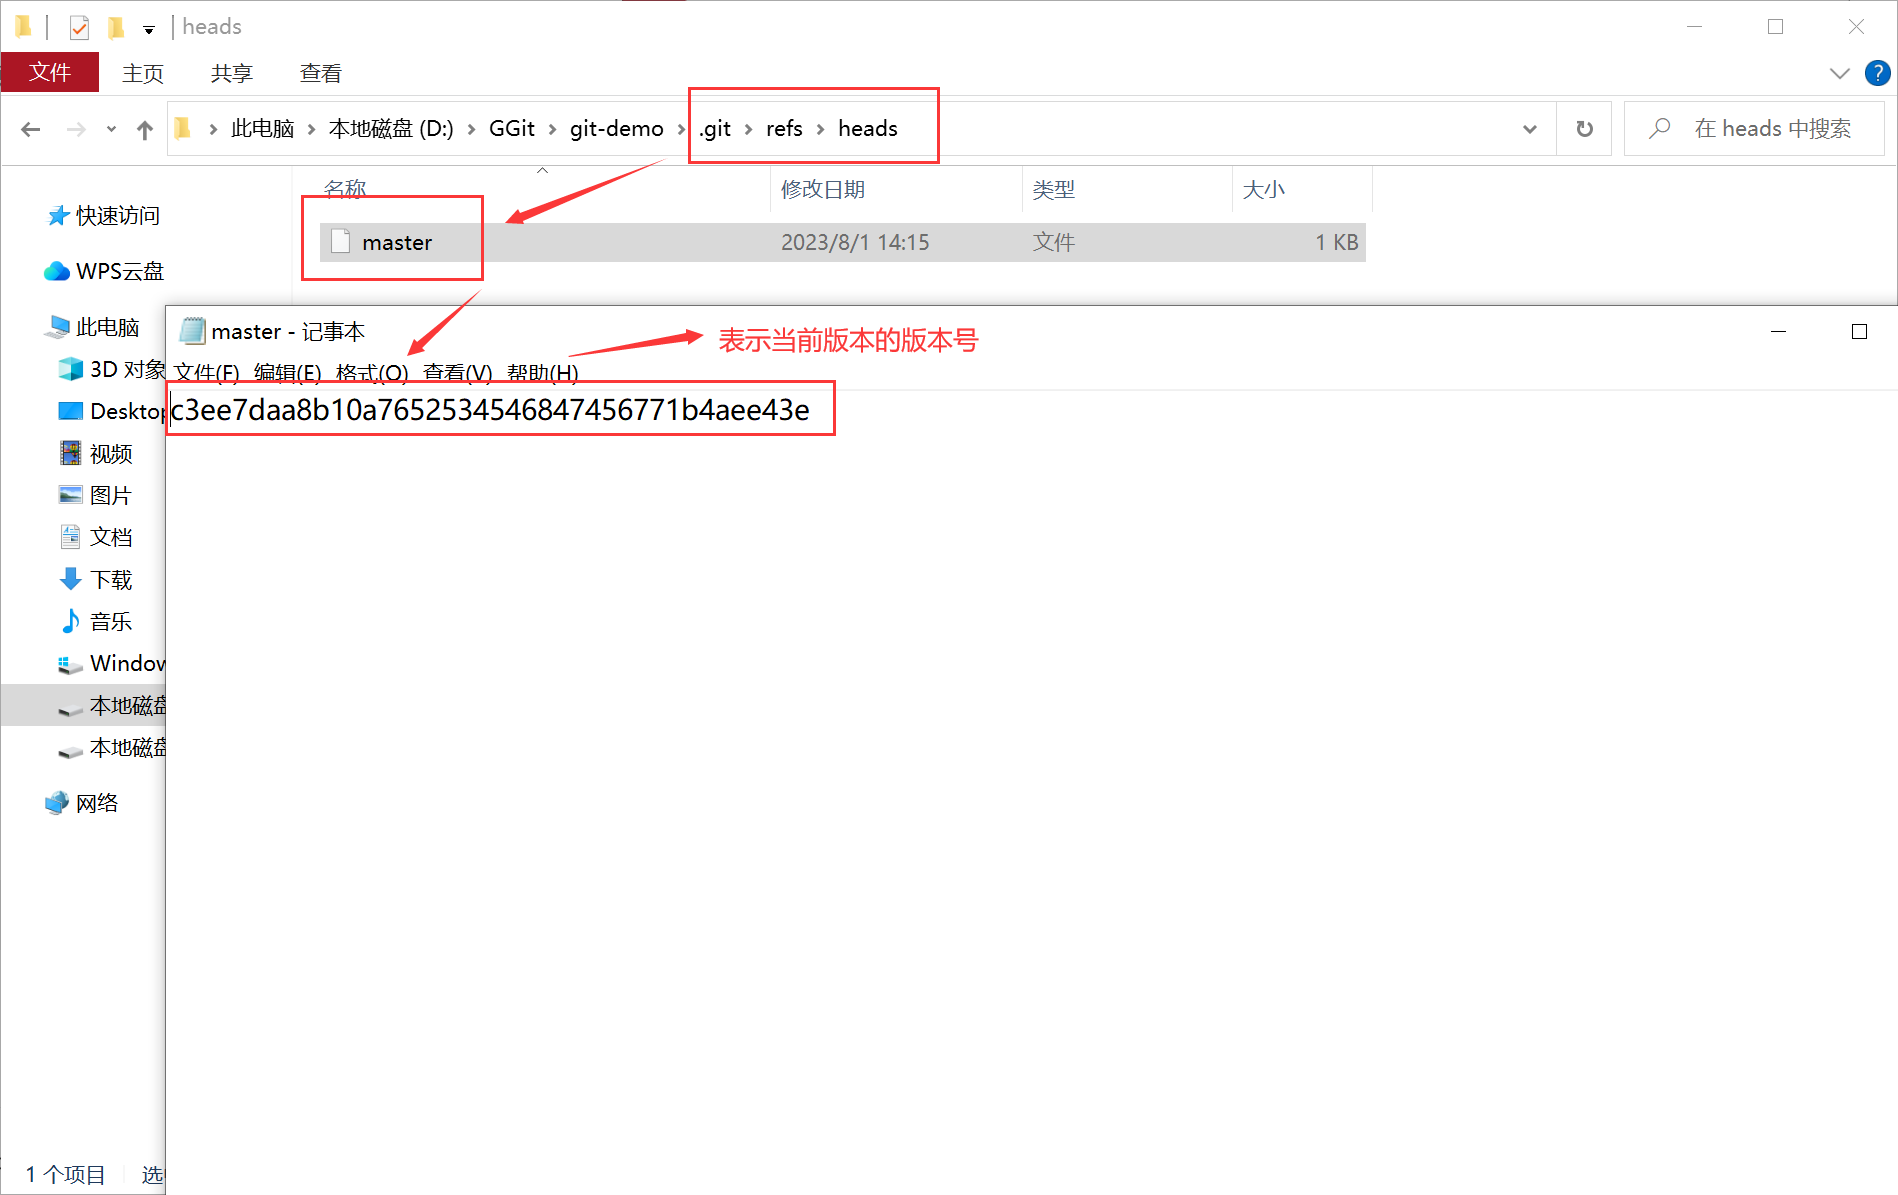 heads
文件 主页 共享 查看
此电脑 本地磁盘 (D:) GGit git-demo .git refs heads 在 heads 中搜索
名称 修改日期 类型 大小
master 2023/8/1 14:15 文件 1 KB
快速访问
WPS云盘
此电脑
3D 对象
Desktop
视频
图片
文档
下载
音乐
Window
本地磁盘
本地磁盘
网络
master - 记事本
表示当前版本的版本号
文件(F) 编辑(E) 格式(O) 查看(V) 帮助(H)
c3ee7daa8b10a7652534546847456771b4aee43e
1 个项目 选